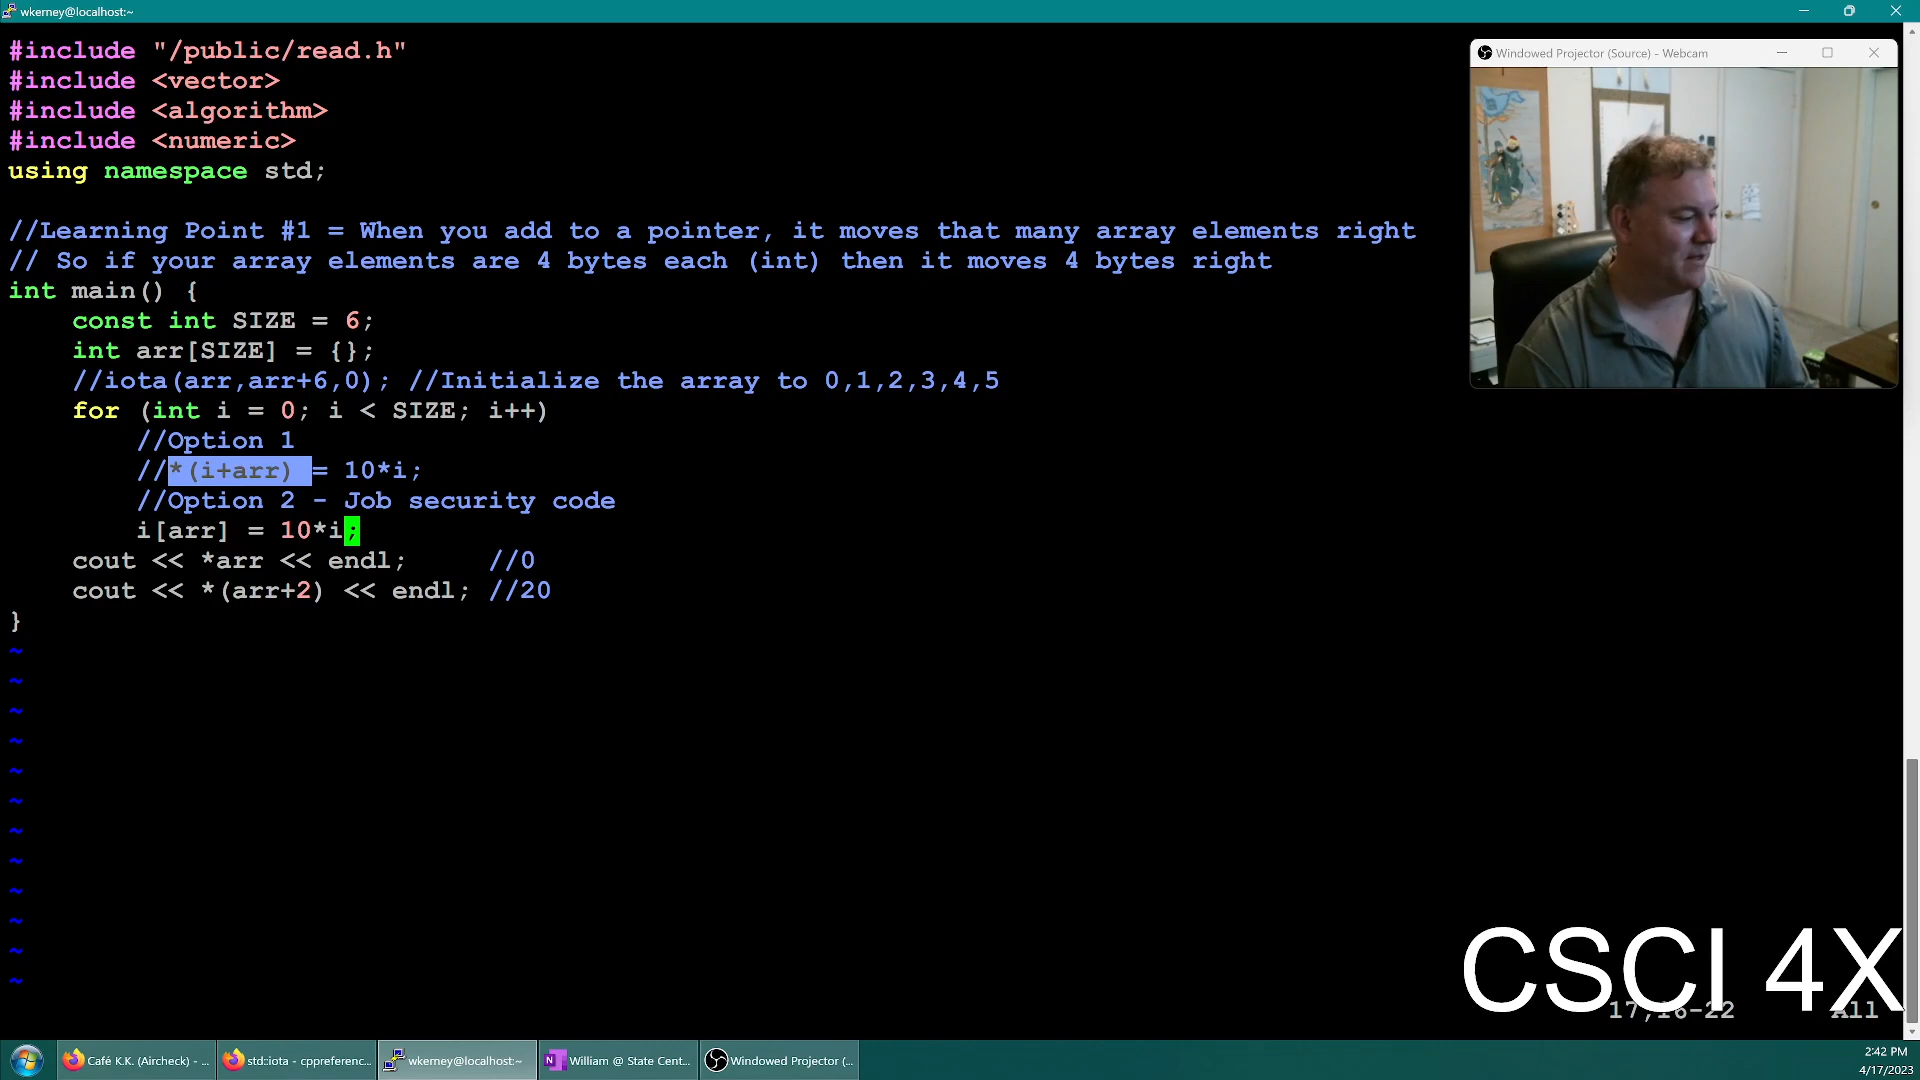 wkerney@localhost:~
#include "/public/read.h"
#include <vector>
#include <algorithm>
#include <numeric>
using namespace std;
//Learning Point #1 = When you add to a pointer, it moves that many array elements right
// So if your array elements are 4 bytes each (int) then it moves 4 bytes right
int main() {
const int SIZE = 6;
int arr[SIZE] = {};
//iota(arr,arr+6,0); //Initialize the array to 0,1,2,3,4,5
for (int i = 0; i < SIZE; i++)
//Option 1
//*(i+arr) = 10*i;
//Option 2 - Job security code
i[arr] = 10*i;
cout << *arr << endl; //0
cout << *(arr+2) << endl; //20
}
~
~
~
~
~
~
~
~
~
~
~
~
Windowed Projector (Source) - Webcam
CSCI 4X
17,16-22 All
Café K.K. (Aircheck) - ...
std::iota - cppreferenc...
wkerney@localhost:~
William @ State Cent...
Windowed Projector (...
2:42 PM
4/17/2023